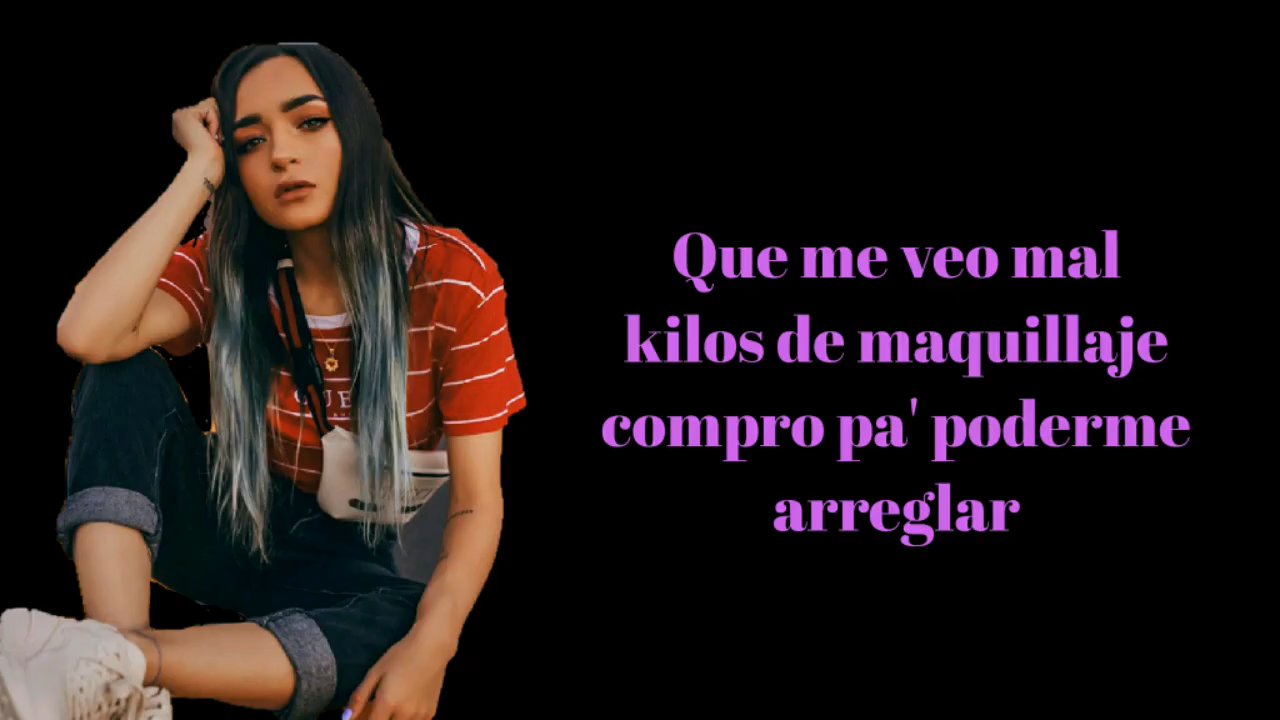 Que me veo mal
kilos de maquillaje
compro pa' poderme
arreglar